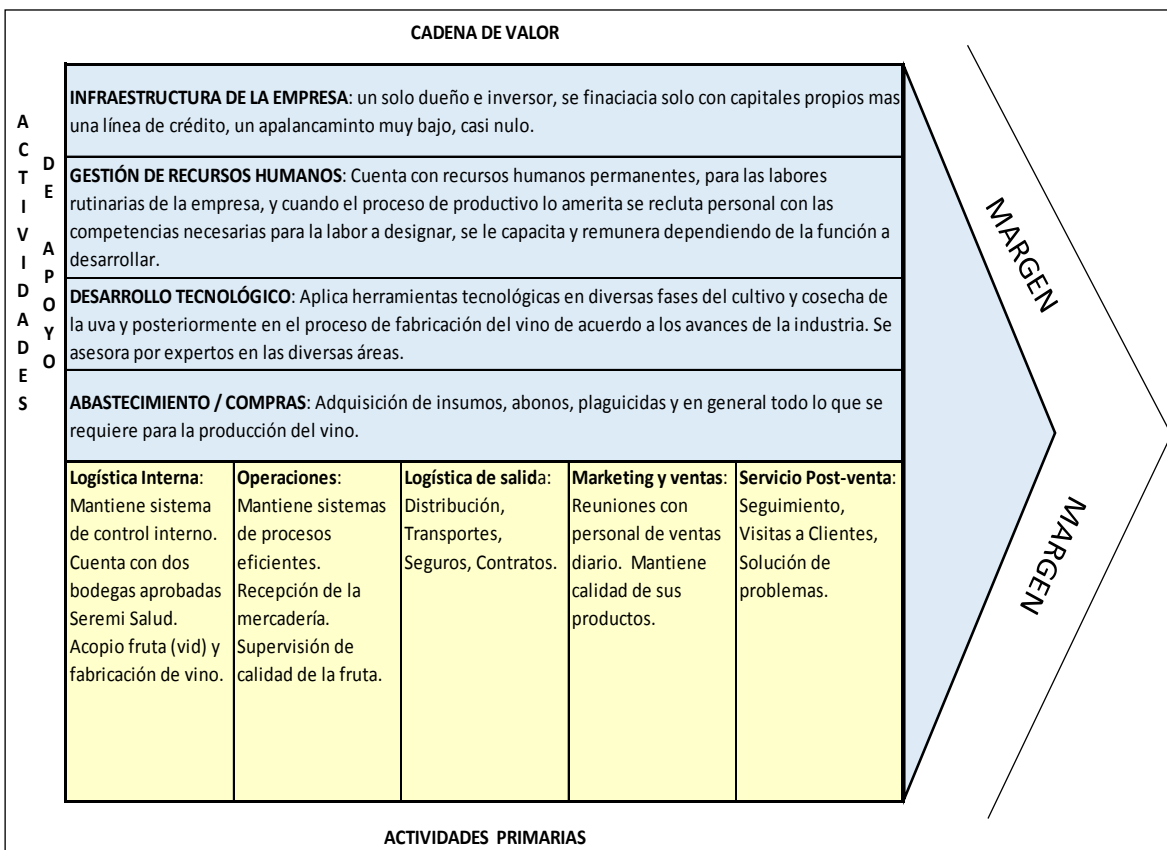 CADENA DE VALOR
ACTIVIDADES
DE APOYO
INFRAESTRUCTURA DE LA EMPRESA: un solo dueño e inversor, se finaciacia solo con capitales propios mas
una línea de crédito, un apalancaminto muy bajo, casi nulo.
GESTIÓN DE RECURSOS HUMANOS: Cuenta con recursos humanos permanentes, para las labores
rutinarias de la empresa, y cuando el proceso de productivo lo amerita se recluta personal con las
competencias necesarias para la labor a designar, se le capacita y remunera dependiendo de la función a
desarrollar.
DESARROLLO TECNOLÓGICO: Aplica herramientas tecnológicas en diversas fases del cultivo y cosecha de
la uva y posteriormente en el proceso de fabricación del vino de acuerdo a los avances de la industria. Se
asesora por expertos en las diversas áreas.
ABASTECIMIENTO / COMPRAS: Adquisición de insumos, abonos, plaguicidas y en general todo lo que se
requiere para la producción del vino.
Logística Interna:
Mantiene sistema
de control interno.
Cuenta con dos
bodegas aprobadas
Seremi Salud.
Acopio fruta (vid) y
fabricación de vino.
Operaciones:
Mantiene sistemas
de procesos
eficientes.
Recepción de la
mercadería.
Supervisión de
calidad de la fruta.
Logística de salida:
Distribución,
Transportes,
Seguros, Contratos.
Marketing y ventas:
Reuniones con
personal de ventas
diario. Mantiene
calidad de sus
productos.
Servicio Post-venta:
Seguimiento,
Visitas a Clientes,
Solución de
problemas.
MARGEN
MARGEN
ACTIVIDADES PRIMARIAS